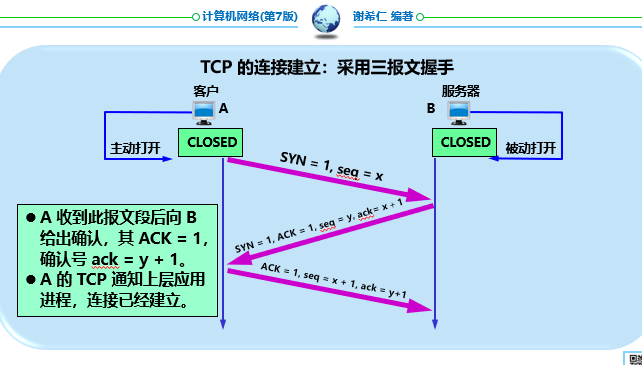 计算机网络(第7版)
谢希仁 编著
TCP 的连接建立：采用三报文握手
客户
服务器
A
B
CLOSED
CLOSED
主动打开
被动打开
SYN = 1, seq = x
SYN = 1, ACK = 1, seq = y, ack= x + 1
ACK = 1, seq = x + 1, ack = y+1
● A 收到此报文段后向 B
给出确认，其 ACK = 1，
确认号 ack = y + 1。
● A 的 TCP 通知上层应用
进程，连接已经建立。